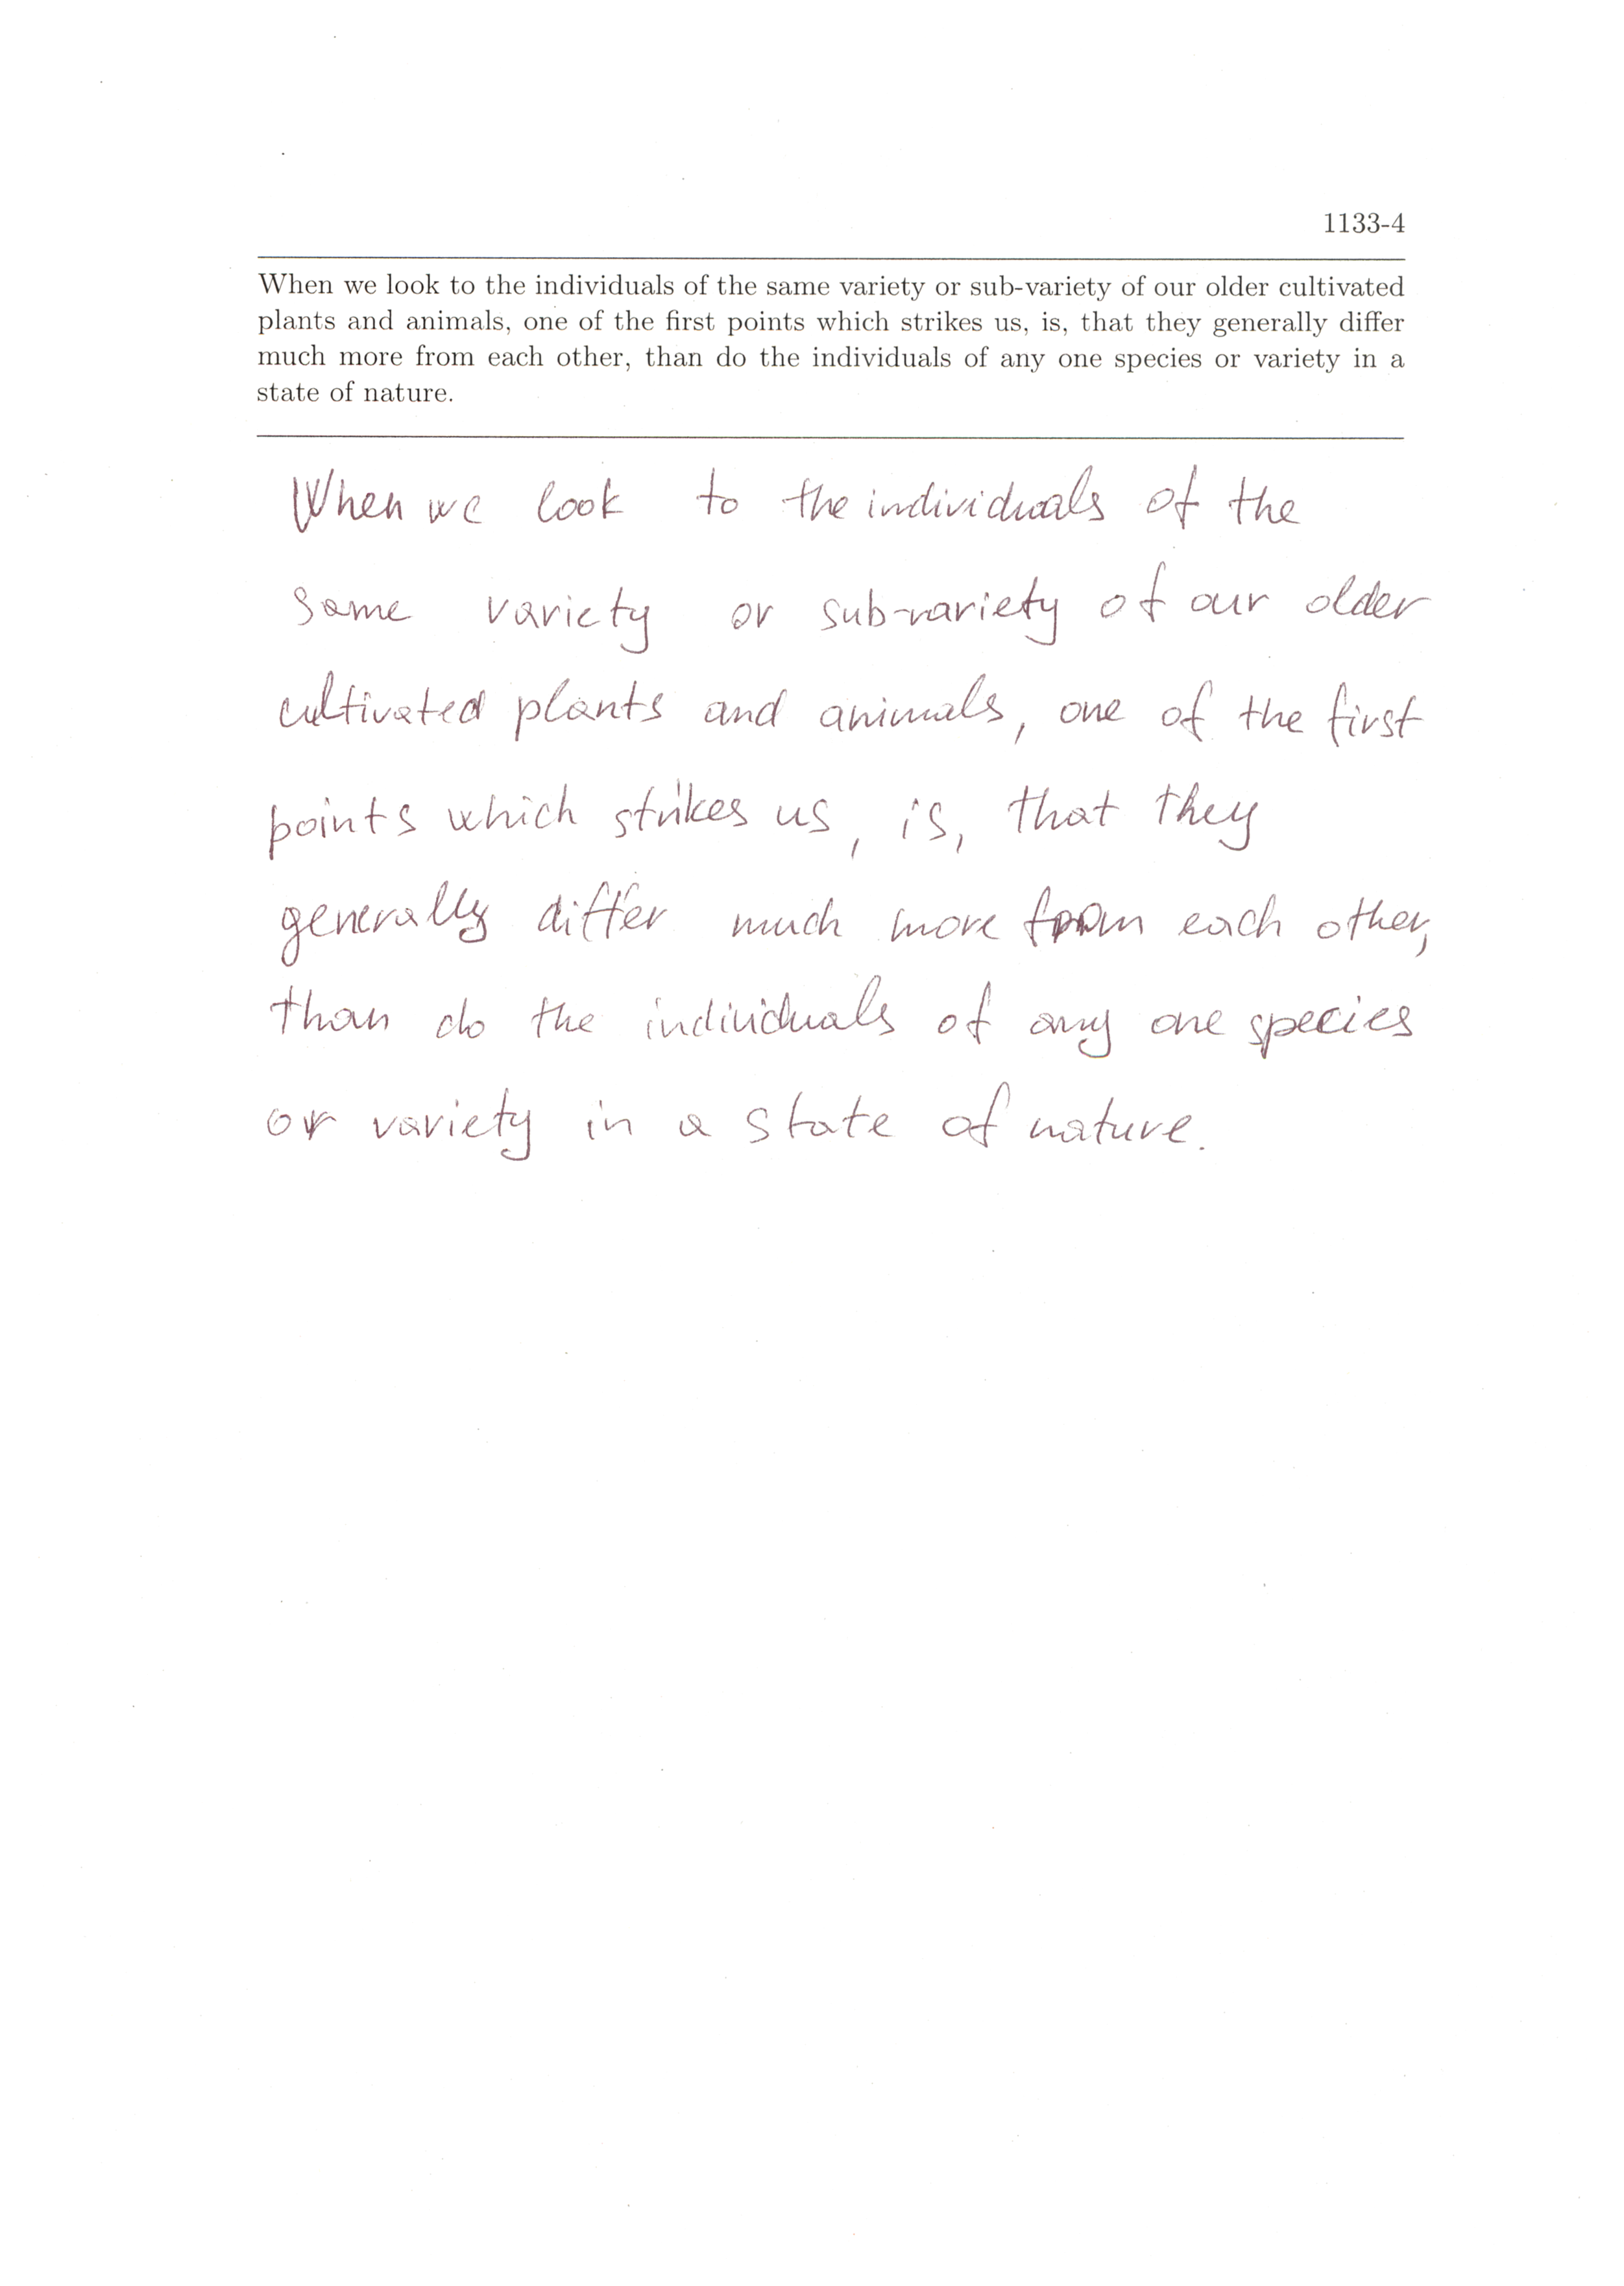 1133-4
When we look to the individuals of the same variety or sub-variety of our older cultivated
plants and animals, one of the first points which strikes us, is, that they generally differ
much more from each other, than do the individuals of any one species or variety in a
state of nature.
When we look to the individuals of the
same variety or sub-variety of our older
cultivated plants and animals, one of the first
points which strikes us, is, that they
generally differ much more from each other,
than do the individuals of any one species
or variety in a state of nature.